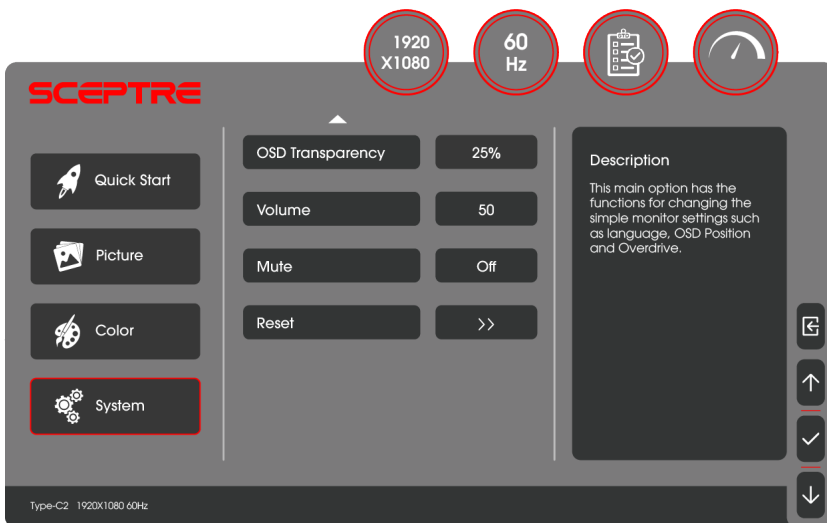 1920
X1080
60
Hz
SCEPTRE
Quick Start
Picture
Color
System
OSD Transparency 25%
Volume 50
Mute Off
Reset >>
Description
This main option has the
functions for changing the
simple monitor settings such
as language, OSD Position
and Overdrive.
Type-C2 1920X1080 60Hz